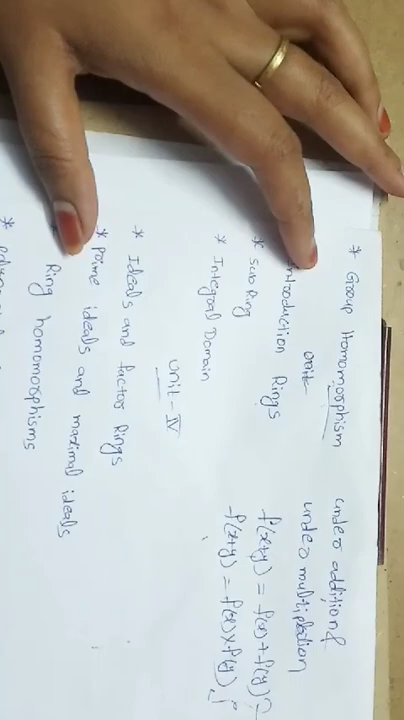 * Group Homomorphism
unit-
introduction Rings
* Sub Ring
* Integral Domain
unit - IV
* Ideals and factor Rings
* Prime ideals and maximal ideals
Ring homomorphisms
*
under addition &
under multiplation
f(x+y) = f(x)+f(y)
f(x+y) = f(x)×f(y)